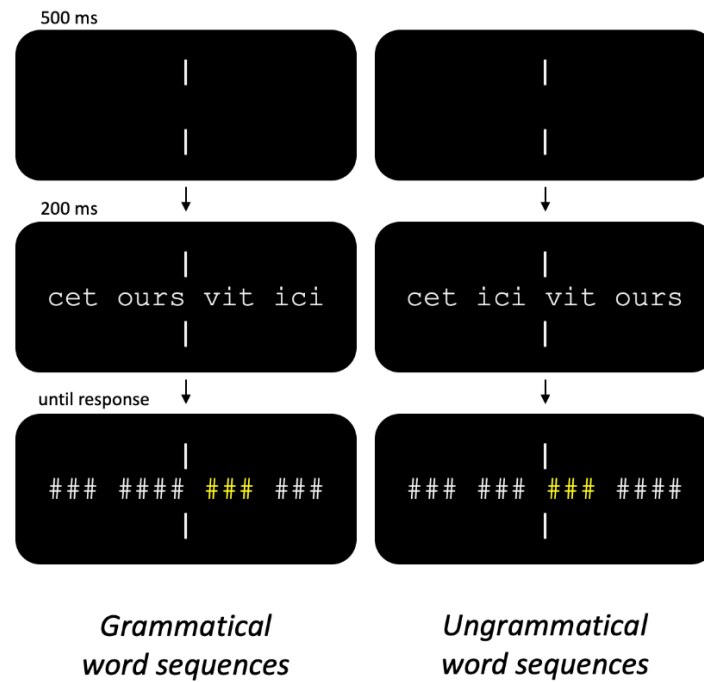 500 ms
200 ms
cet ours vit ici
cet ici vit ours
until response
### #### ### ###
### ### ### ####
Grammatical
word sequences
Ungrammatical
word sequences